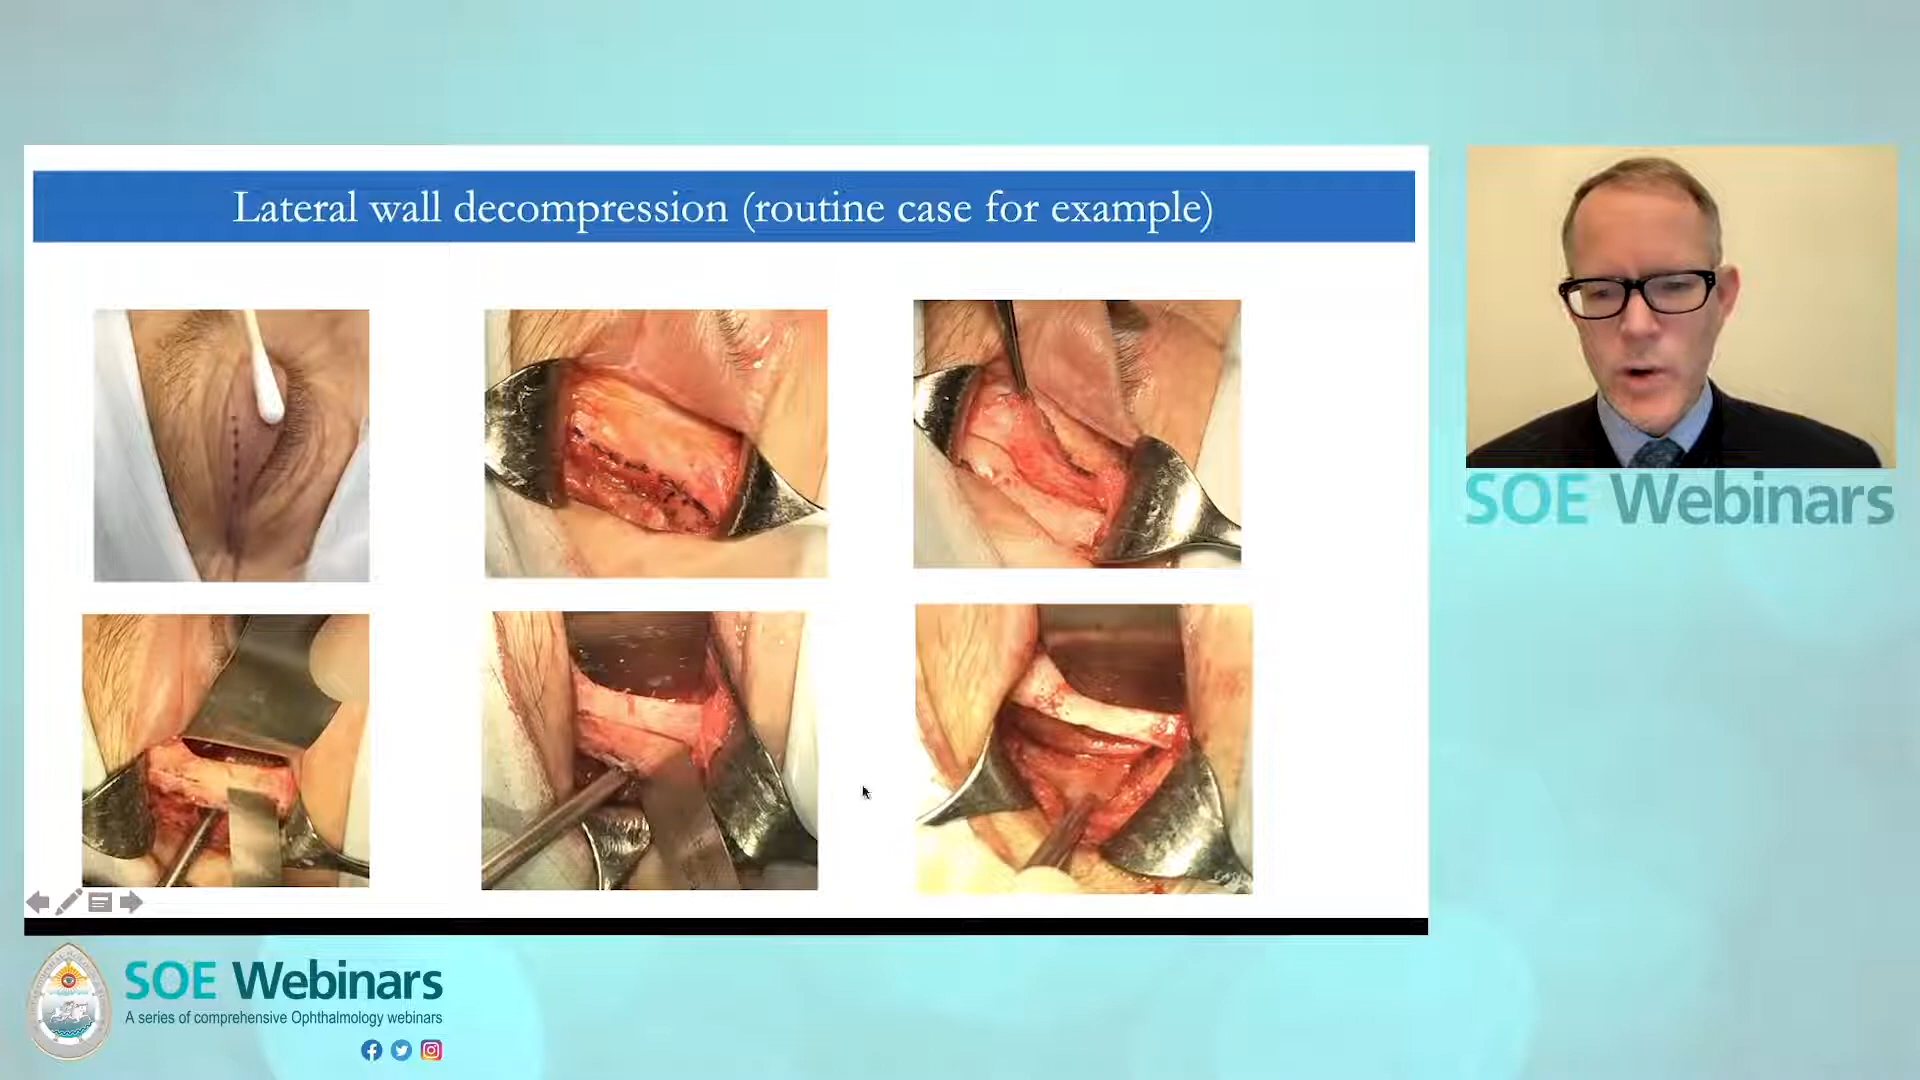 Lateral wall decompression (routine case for example)
SOE Webinars
SOE Webinars
A series of comprehensive Ophthalmology webinars